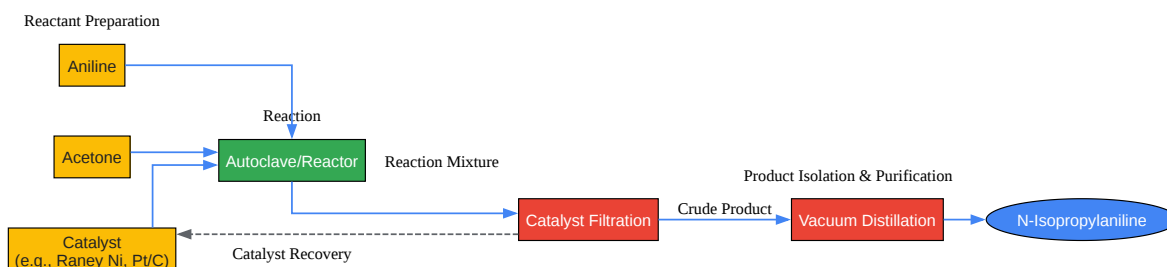 Reactant Preparation
Aniline
Reaction
Acetone
Autoclave/Reactor
Reaction Mixture
Product Isolation & Purification
Catalyst Filtration
Crude Product
Vacuum Distillation
N-Isopropylaniline
Catalyst
(e.g., Raney Ni, Pt/C)
Catalyst Recovery